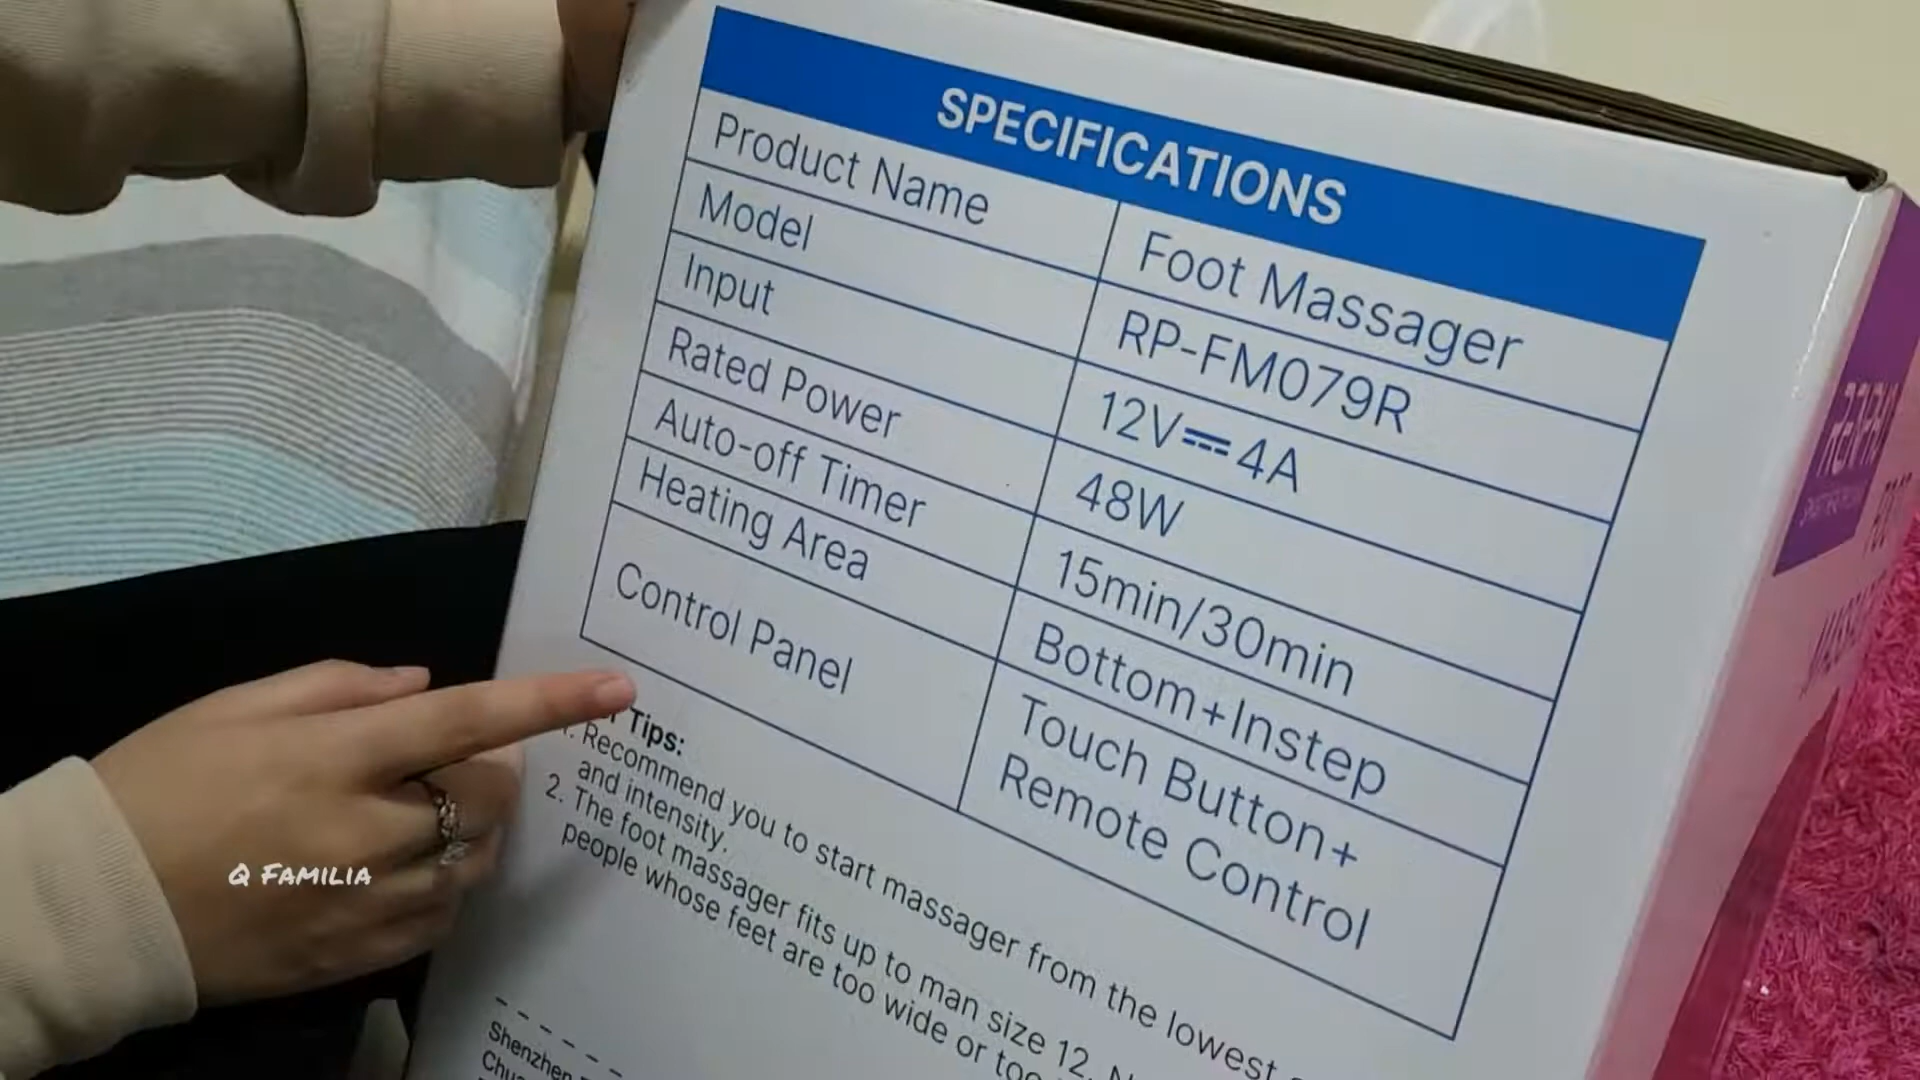 SPECIFICATIONS
Product Name Foot Massager
Model RP-FM079R
Input 12V⎓4A
Rated Power 48W
Auto-off Timer 15min/30min
Heating Area Bottom+Instep
Control Panel Touch Button+
Remote Control
Tips:
1. Recommend you to start massager from the lowest
and intensity.
2. The foot massager fits up to man size 12.
people whose feet are too wide or too
Shenzhen
RENPHO
Q FAMILIA